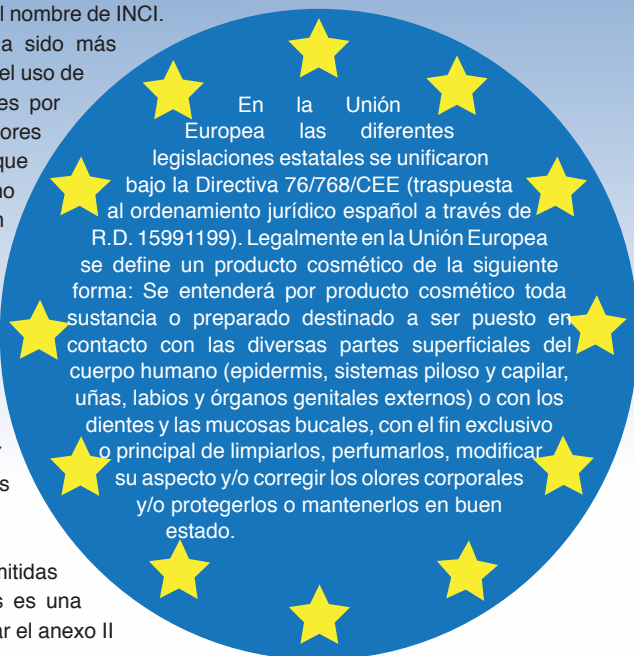 l nombre de INCI.
a sido más
el uso de
es por
ores
que
no
En la Unión
Europea las diferentes
legislaciones estatales se unificaron
bajo la Directiva 76/768/CEE (traspuesta
al ordenamiento jurídico español a través de
R.D. 15991199). Legalmente en la Unión Europea
se define un producto cosmético de la siguiente
forma: Se entenderá por producto cosmético toda
sustancia o preparado destinado a ser puesto en
contacto con las diversas partes superficiales del
cuerpo humano (epidermis, sistemas piloso y capilar,
uñas, labios y órganos genitales externos) o con los
dientes y las mucosas bucales, con el fin exclusivo
o principal de limpiarlos, perfumarlos, modificar
su aspecto y/o corregir los olores corporales
y/o protegerlos o mantenerlos en buen
estado.
s
mitidas
s es una
ar el anexo II